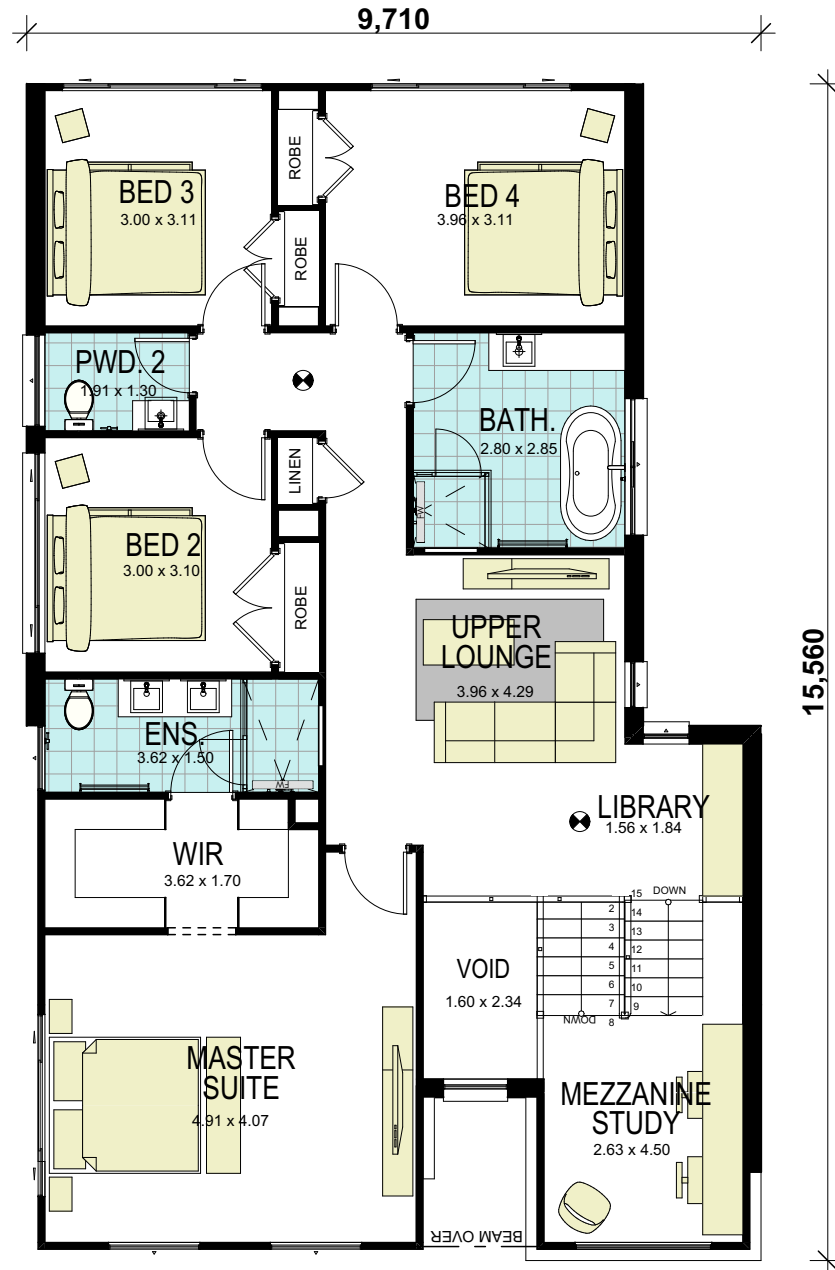 9,710
BED 3
3.00 x 3.11
ROBE
ROBE
BED 4
3.96 x 3.11
PWD. 2
1.91 x 1.30
BATH.
2.80 x 2.85
FW
LINEN
BED 2
3.00 x 3.10
ROBE
UPPER
LOUNGE
3.96 x 4.29
15,560
ENS
3.62 x 1.50
FW
LIBRARY
1.56 x 1.84
WIR
3.62 x 1.70
15
DOWN
2
14
3
13
4
12
5
11
6
10
7
9
8
DOWN
VOID
1.60 x 2.34
MASTER
SUITE
4.91 x 4.07
MEZZANINE
STUDY
2.63 x 4.50
BEAM OVER